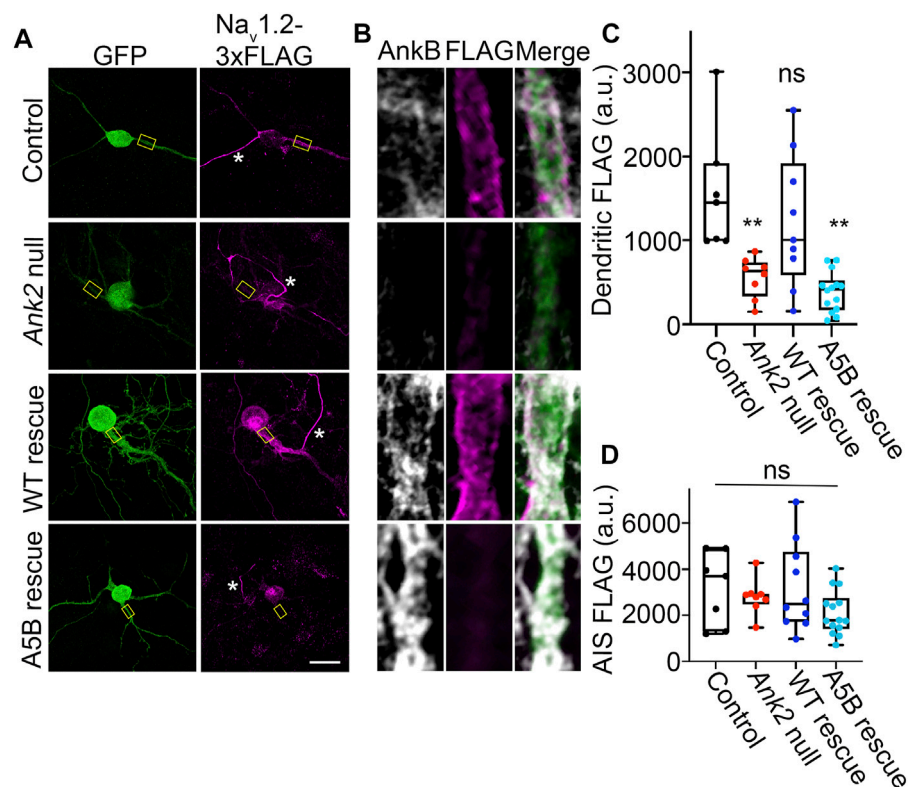 A
GFP
Nav1.2-
3xFLAG
Control
Ank2 null
WT rescue
A5B rescue
*
*
*
*
B
AnkB FLAG Merge
C
Dendritic FLAG (a.u.)
3000
2000
1000
0
ns
**
**
Control
Ank2 null
WT rescue
A5B rescue
D
AIS FLAG (a.u.)
6000
4000
2000
0
ns
Control
Ank2 null
WT rescue
A5B rescue